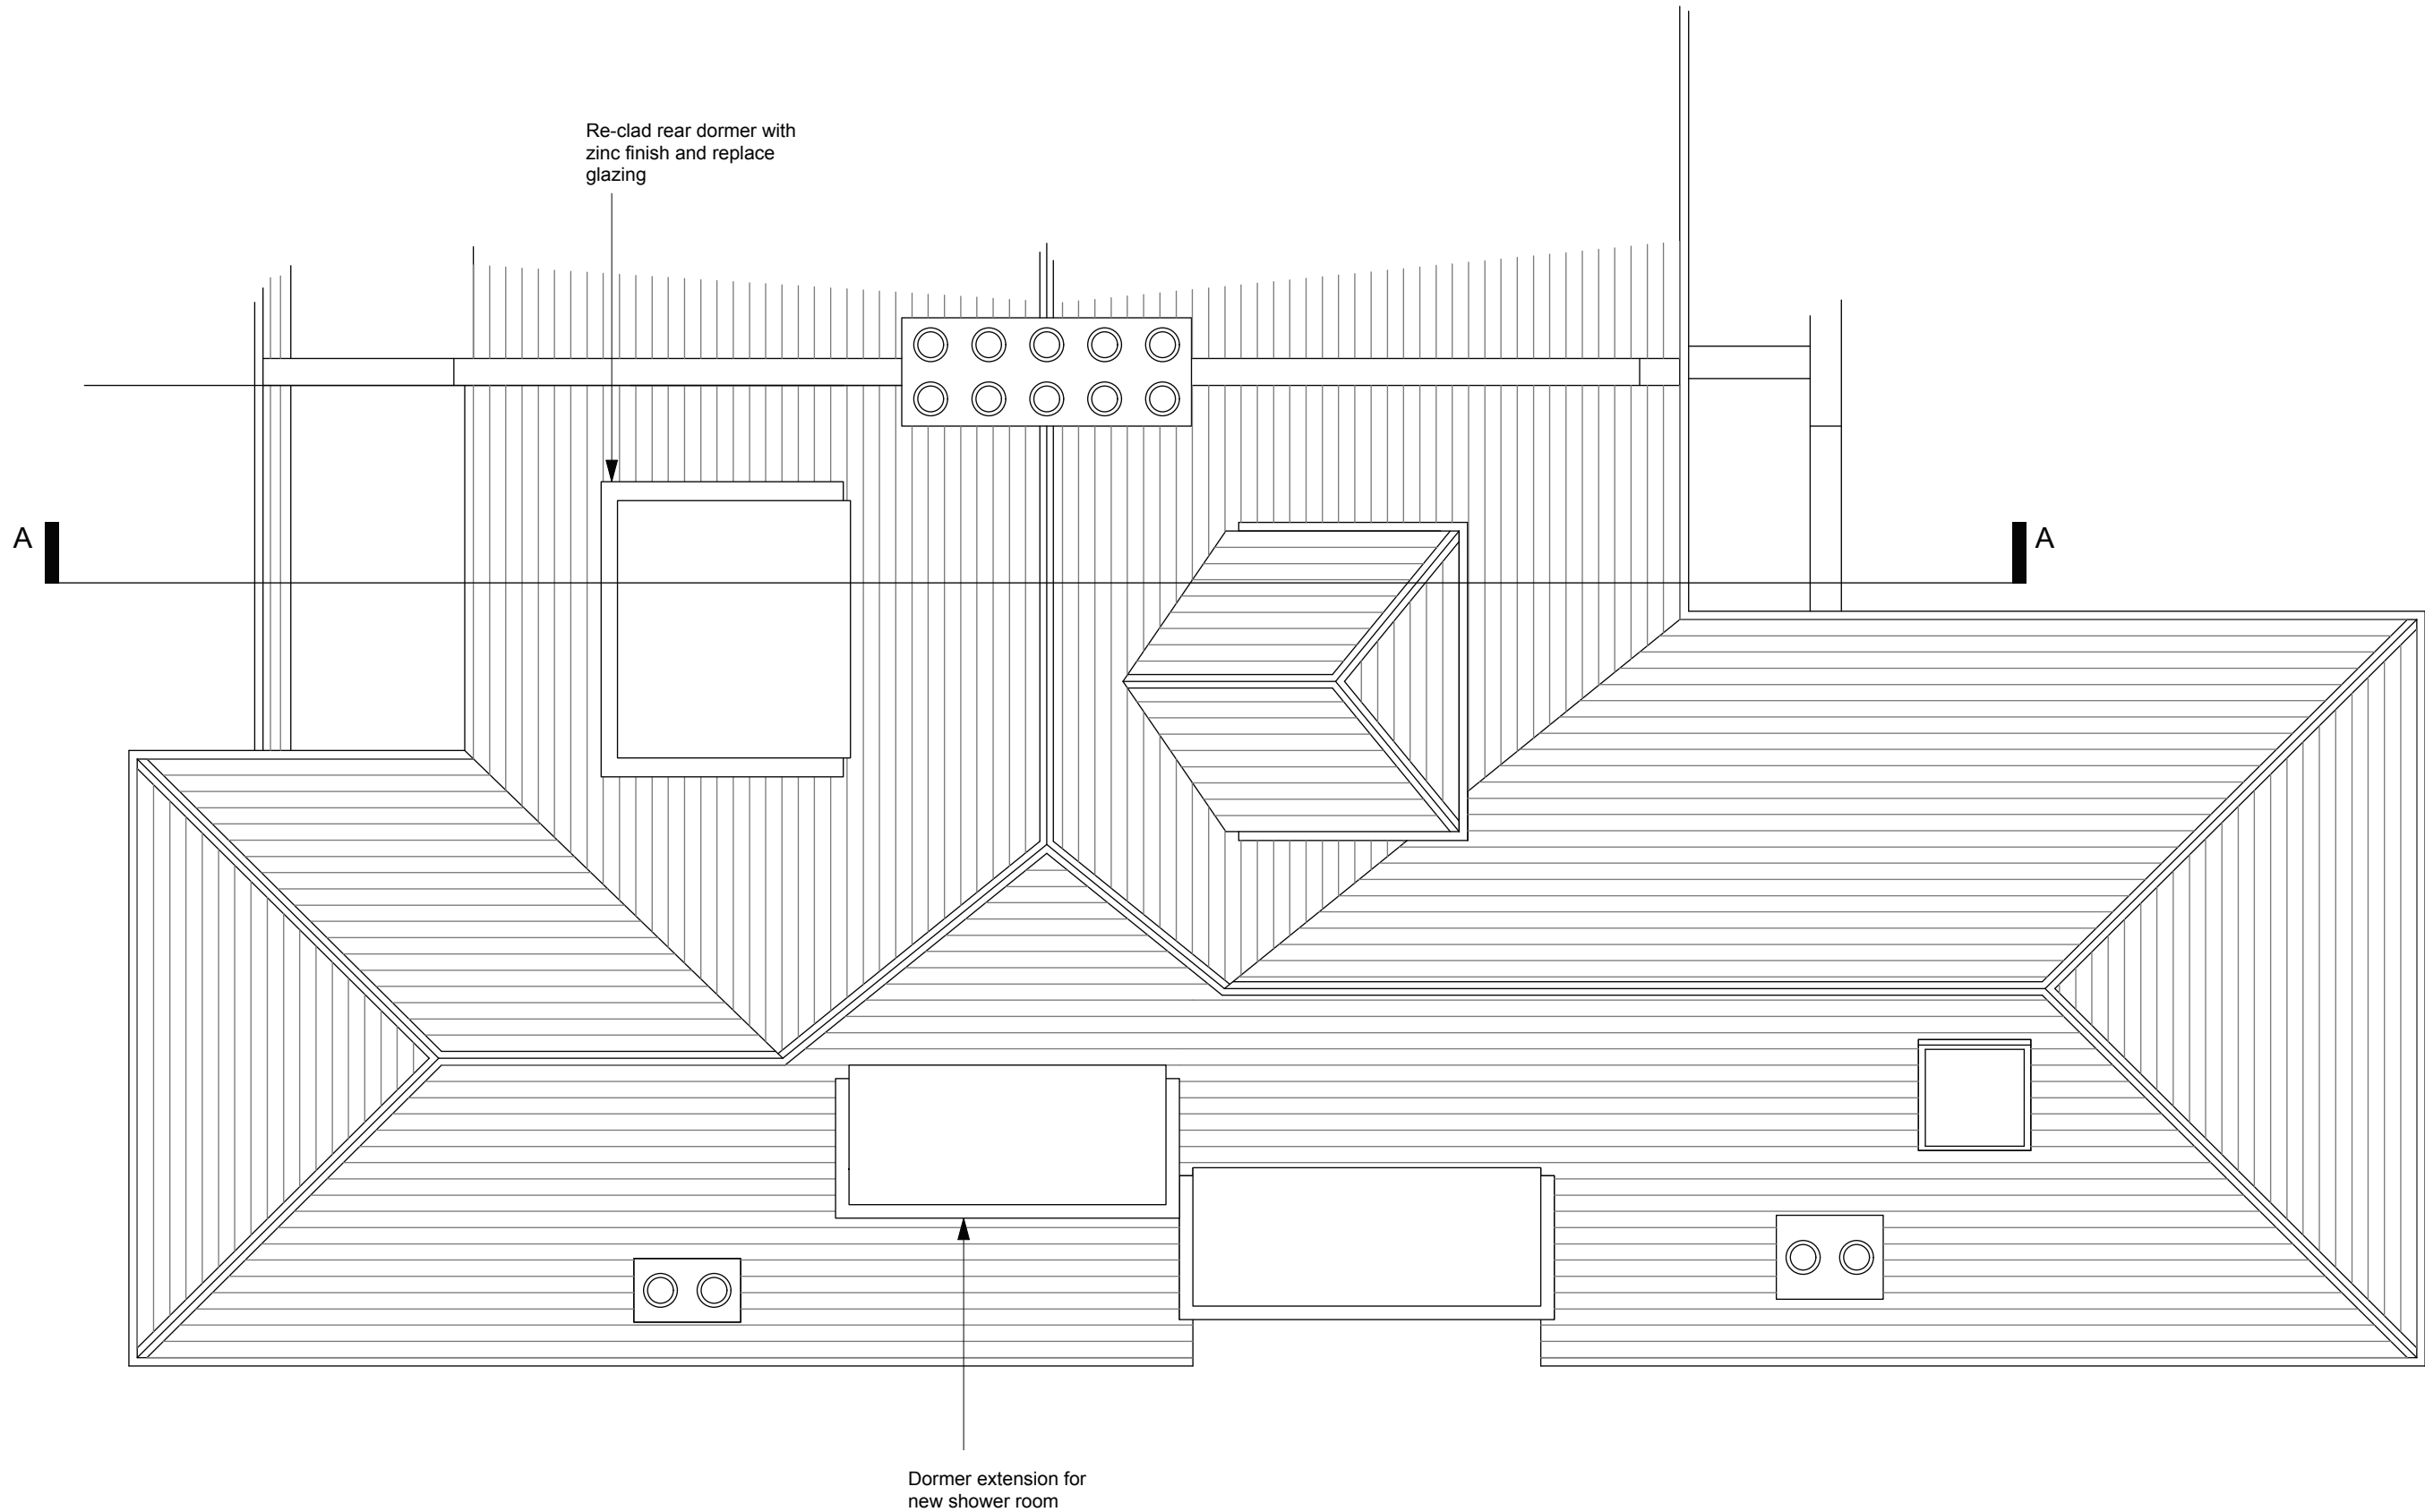 Re-clad rear dormer with
zinc finish and replace
glazing
A
A
Dormer extension for
new shower room